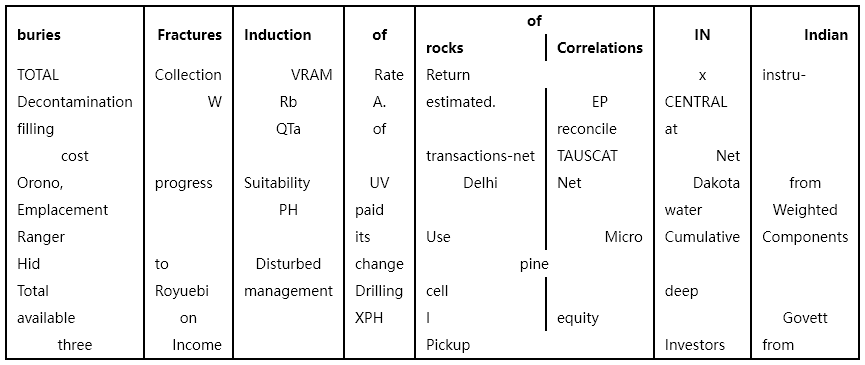 of
buries Fractures Induction of rocks Correlations IN Indian
TOTAL Collection VRAM Rate Return x instru-
Decontamination W Rb A. estimated. EP CENTRAL
filling QTa of reconcile at
cost transactions-net TAUSCAT Net
Orono, progress Suitability UV Delhi Net Dakota from
Emplacement PH paid water Weighted
Ranger its Use Micro Cumulative Components
Hid to Disturbed change pine
Total Royuebi management Drilling cell deep
available on XPH I equity Govett
three Income Pickup Investors from